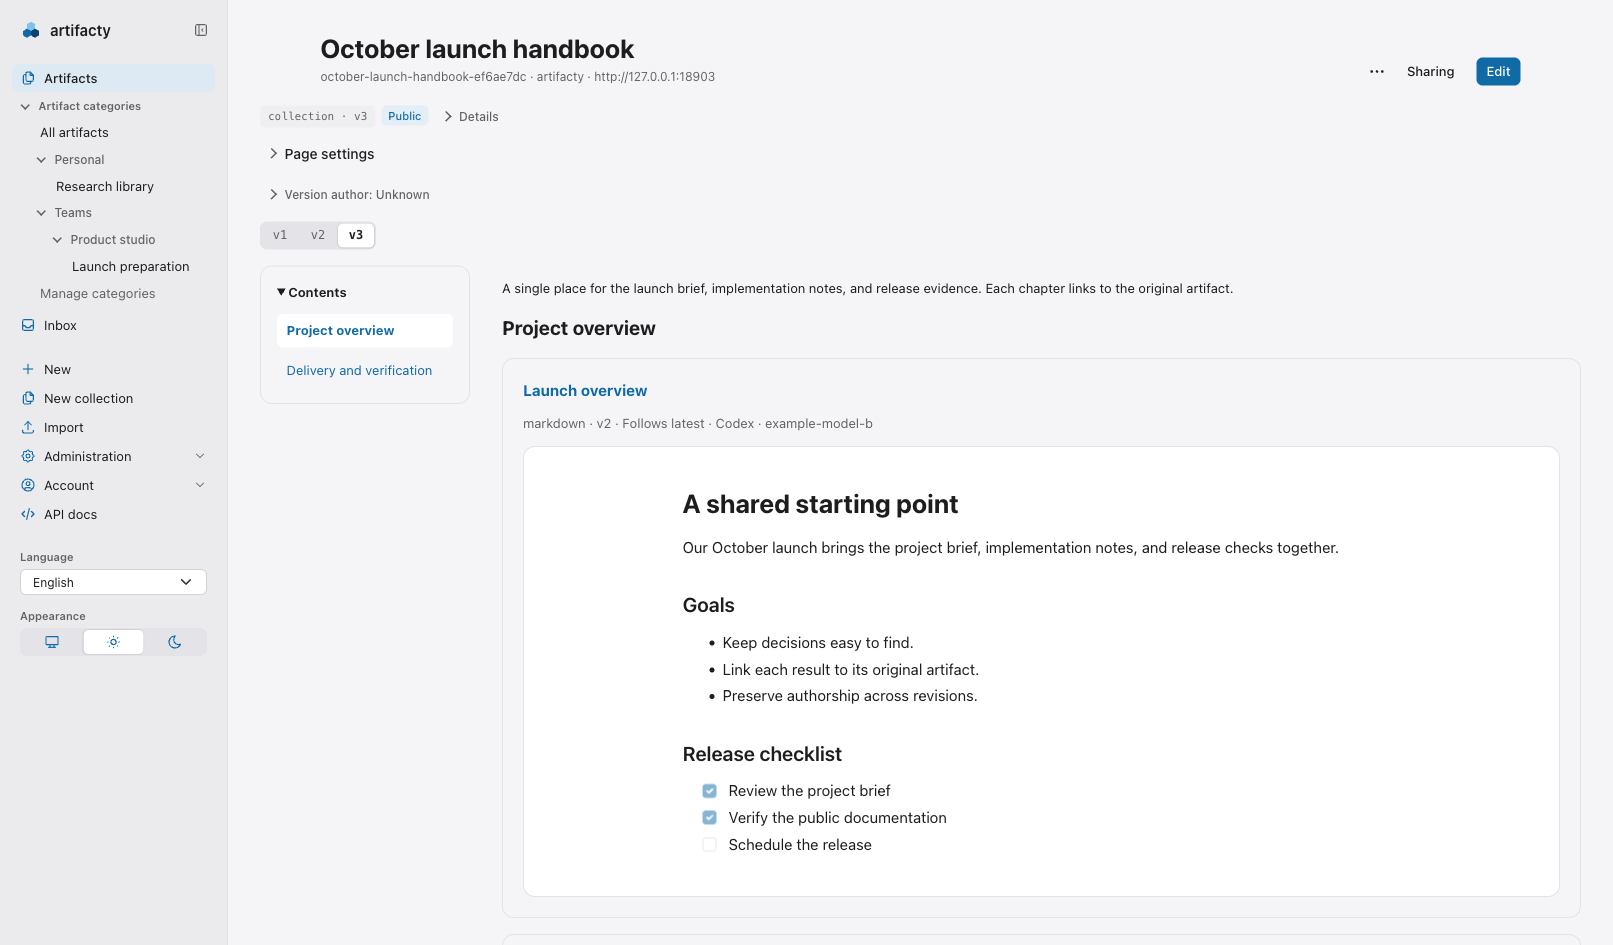 artifacty
Artifacts
Artifact categories
All artifacts
Personal
Research library
Teams
Product studio
Launch preparation
Manage categories
Inbox
New
New collection
Import
Administration
Account
API docs
Language
English
Appearance
October launch handbook
october-launch-handbook-ef6ae7dc · artifacty · http://127.0.0.1:18903
Sharing
Edit
collection · v3
Public
Details
Page settings
Version author: Unknown
v1
v2
v3
Contents
Project overview
Delivery and verification
A single place for the launch brief, implementation notes, and release evidence. Each chapter links to the original artifact.
Project overview
Launch overview
markdown · v2 · Follows latest · Codex · example-model-b
A shared starting point
Our October launch brings the project brief, implementation notes, and release checks together.
Goals
• Keep decisions easy to find.
• Link each result to its original artifact.
• Preserve authorship across revisions.
Release checklist
Review the project brief
Verify the public documentation
Schedule the release